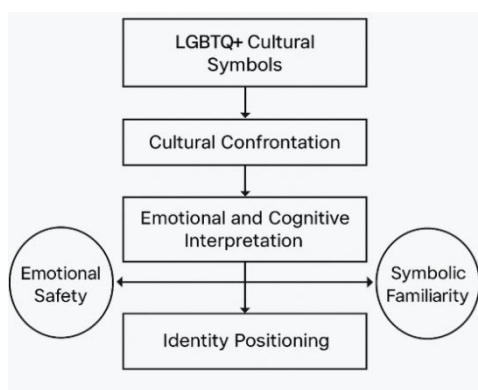 LGBTQ+ Cultural
Symbols
Cultural Confrontation
Emotional and Cognitive
Interpretation
Emotional
Safety
Symbolic
Familiarity
Identity Positioning